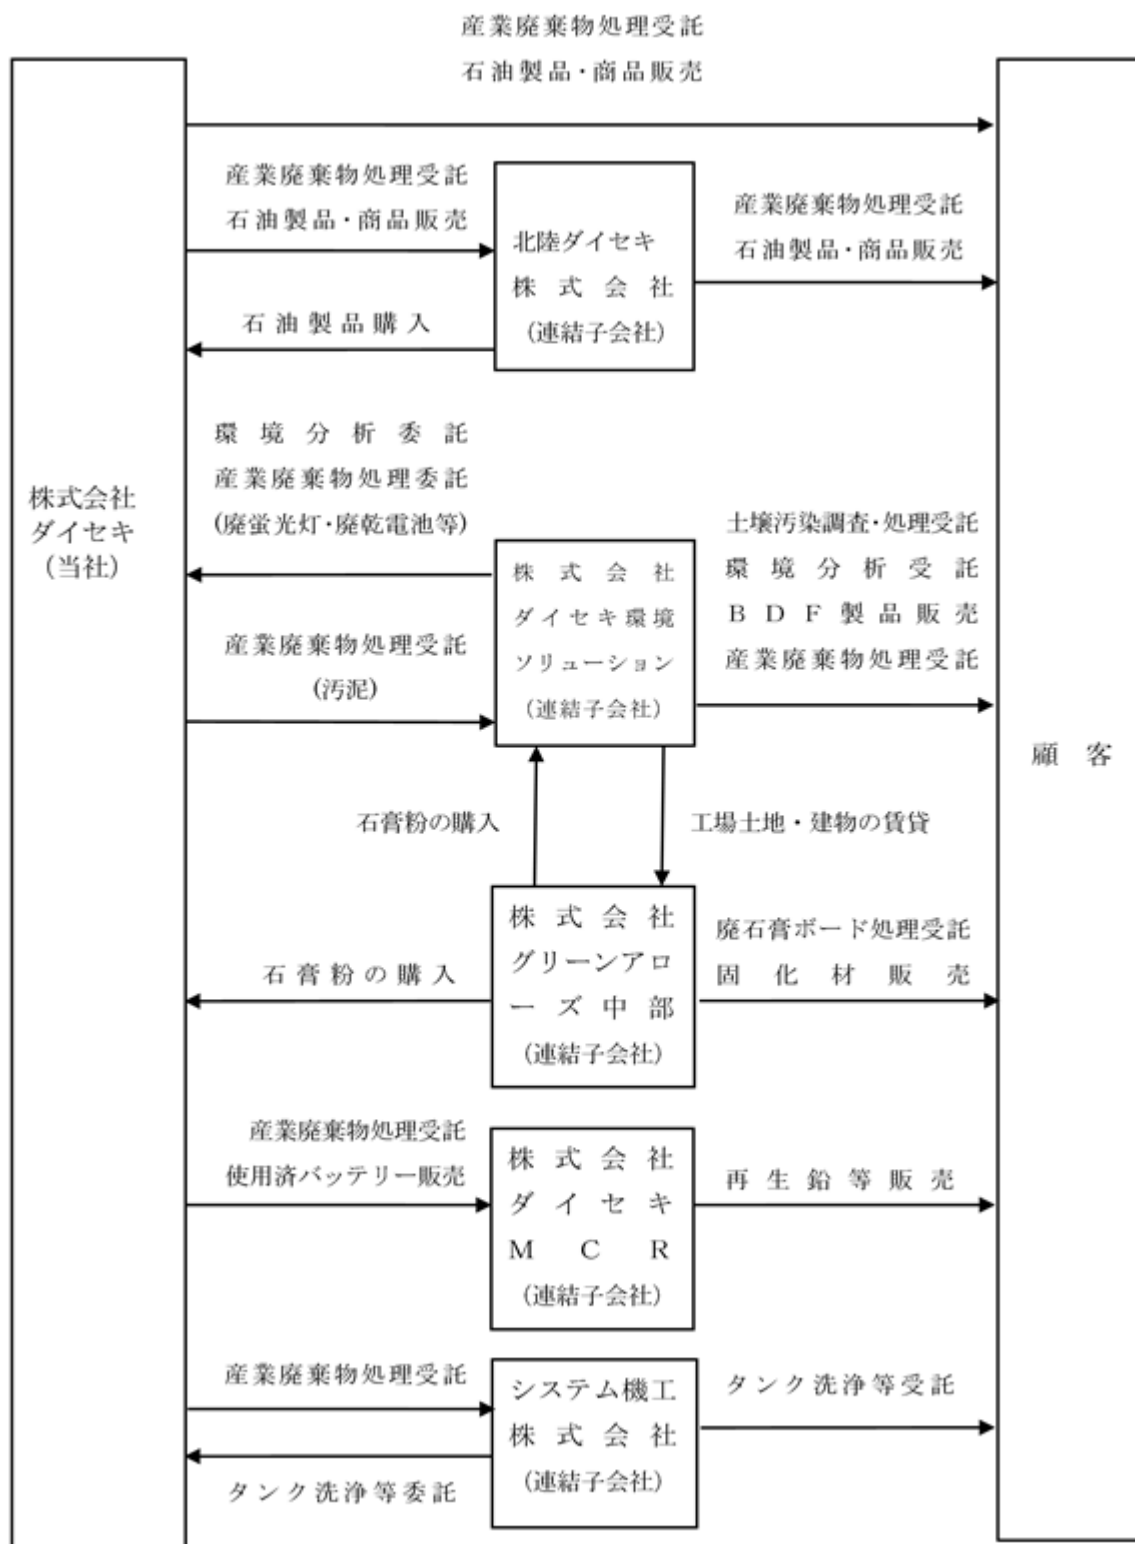 産業廃棄物処理受託
石油製品・商品販売
産業廃棄物処理受託
石油製品・商品販売
北陸ダイセキ
株式会社
(連結子会社)
産業廃棄物処理受託
石油製品・商品販売
石油製品購入
環境分析委託
産業廃棄物処理委託
(廃蛍光灯・廃乾電池等)
株式会社
ダイセキ
(当社)
産業廃棄物処理受託
(汚泥)
株式会社
ダイセキ環境
ソリューション
(連結子会社)
土壌汚染調査・処理受託
環境分析受託
BDF製品販売
産業廃棄物処理受託
顧客
石膏粉の購入
工場土地・建物の賃貸
株式会社
グリーンアロ
ーズ中部
(連結子会社)
石膏粉の購入
廃石膏ボード処理受託
固化材販売
産業廃棄物処理受託
使用済バッテリー販売
株式会社
ダイセキ
MCR
(連結子会社)
再生鉛等販売
産業廃棄物処理受託
システム機工
株式会社
(連結子会社)
タンク洗浄等受託
タンク洗浄等委託